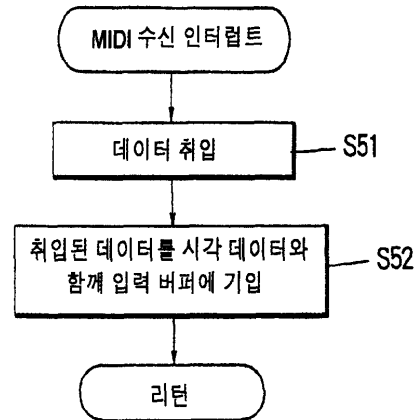 MIDI 수신 인터럽트
데이터 취입
S51
취입된 데이터를 시각 데이터와
함께 입력 버퍼에 기입
S52
리턴